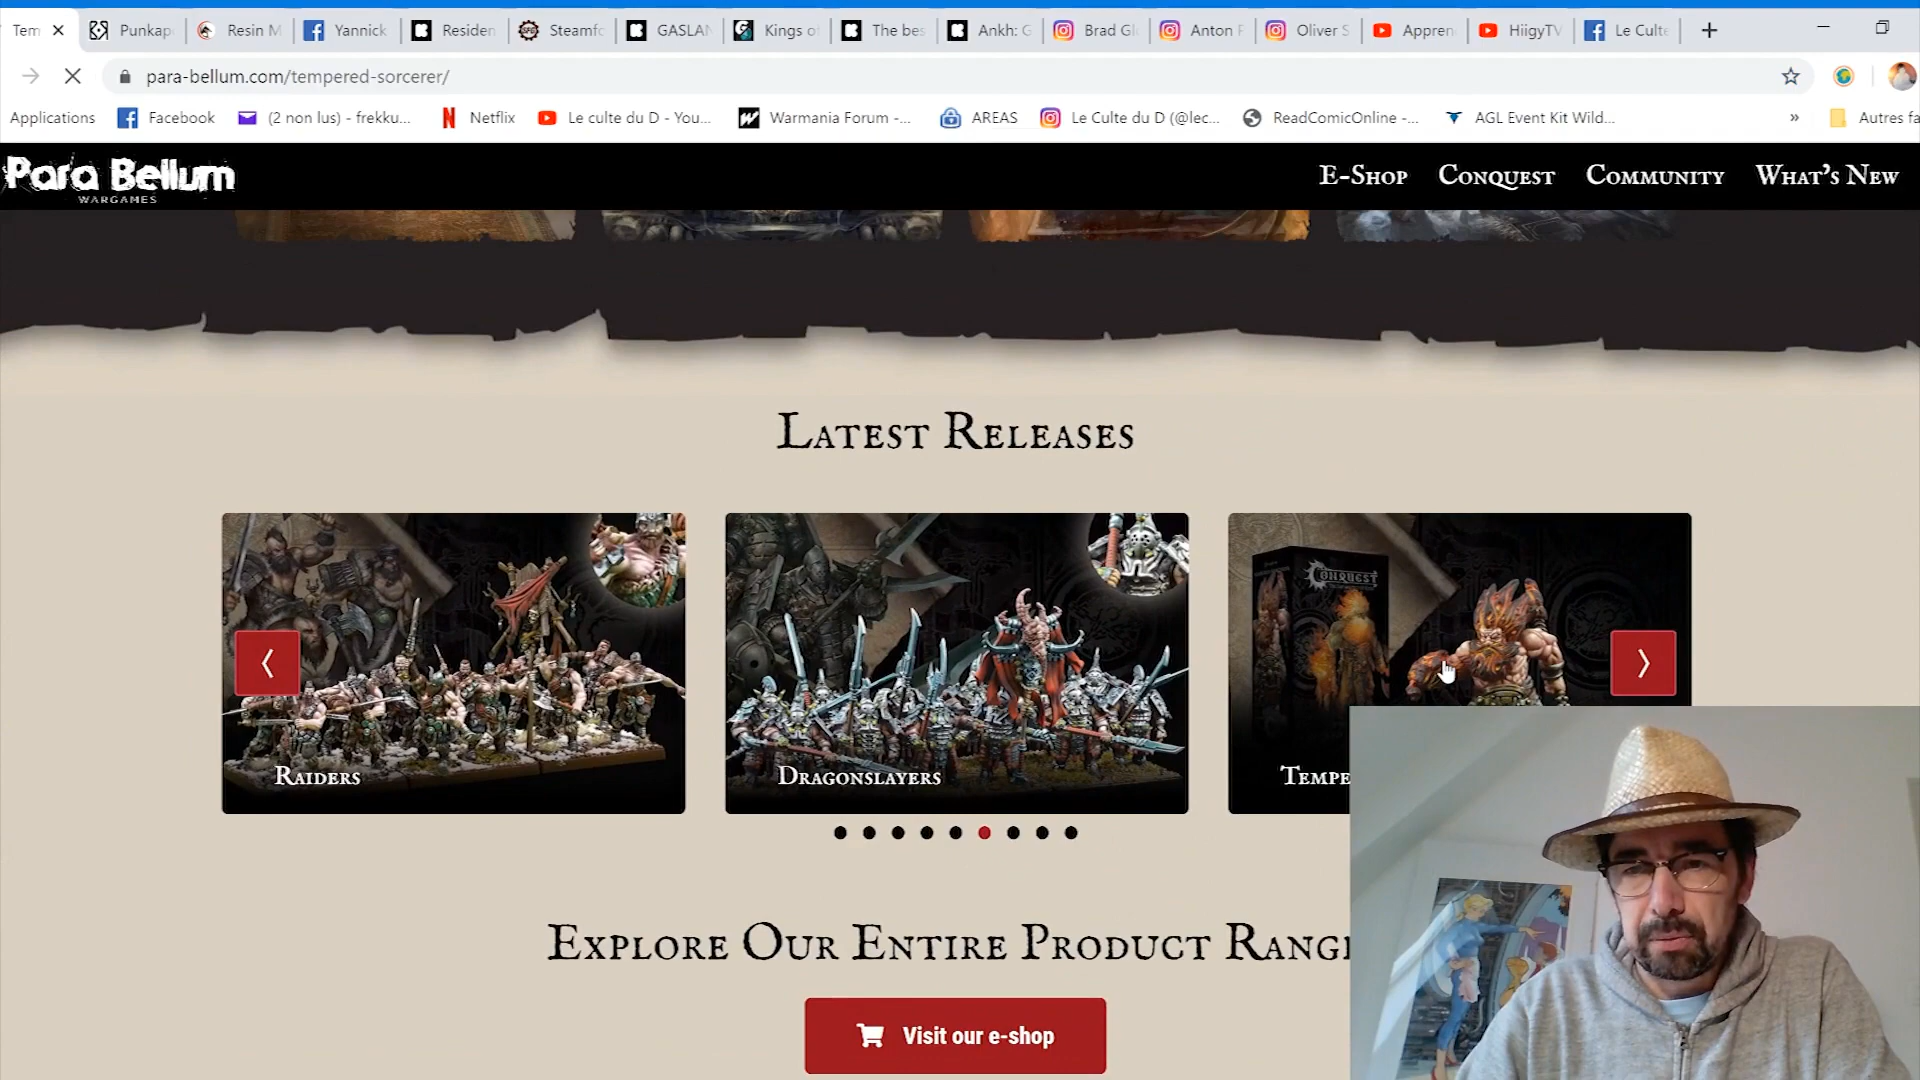 Tem
Punkap
Resin M
Yannick
Residen
Steamfo
GASLAN
Kings of
The bes
Ankh: G
Brad Gl
Anton P
Oliver S
Appren
HiigyTV
Le Culte
para-bellum.com/tempered-sorcerer/
Applications
Facebook
(2 non lus) - frekku...
Netflix
Le culte du D - You...
Warmania Forum -...
AREAS
Le Culte du D (@lec...
ReadComicOnline -...
AGL Event Kit Wild...
»
Autres fa
Para Bellum
WARGAMES
E-Shop
Conquest
Community
What's New
Latest Releases
Conquest
Raiders
Dragonslayers
Tempe
Explore Our Entire Product Rang
Visit our e-shop